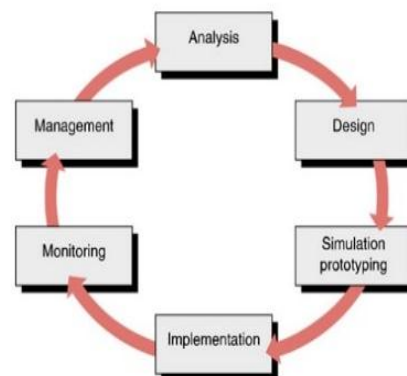 Analysis
Design
Simulation
prototyping
Implementation
Monitoring
Management